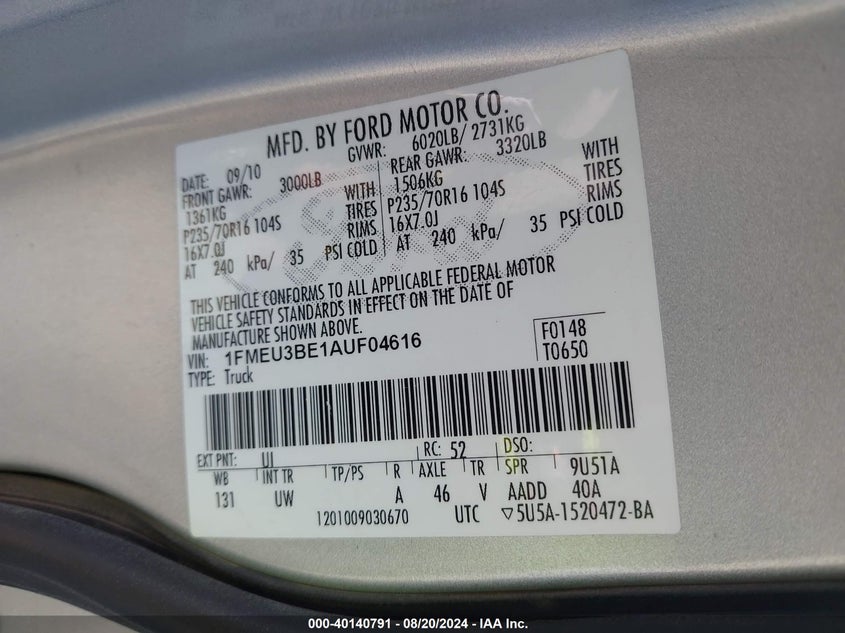 MFD. BY FORD MOTOR CO.
DATE: 09/10 GVWR: 6020LB/ 2731KG
FRONT GAWR: 3000LB REAR GAWR: 3320LB
1361KG WITH 1506KG WITH
P235/70R16 104S TIRES P235/70R16 104S TIRES
16X7.0J RIMS 16X7.0J RIMS
AT 240 kPa/ 35 PSI COLD AT 240 kPa/ 35 PSI COLD
THIS VEHICLE CONFORMS TO ALL APPLICABLE FEDERAL MOTOR
VEHICLE SAFETY STANDARDS IN EFFECT ON THE DATE OF
MANUFACTURE SHOWN ABOVE.
VIN: 1FMEU3BE1AUF04616 F0148
TYPE: Truck T0650
EXT PNT: UI RC: 52 DSO:
WB INT TR TP/PS R AXLE TR SPR 9U51A
131 UW A 46 V AADD 40A
1201009030670 UTC ▽5U5A-1520472-BA
000-40140791 - 08/20/2024 - IAA Inc.